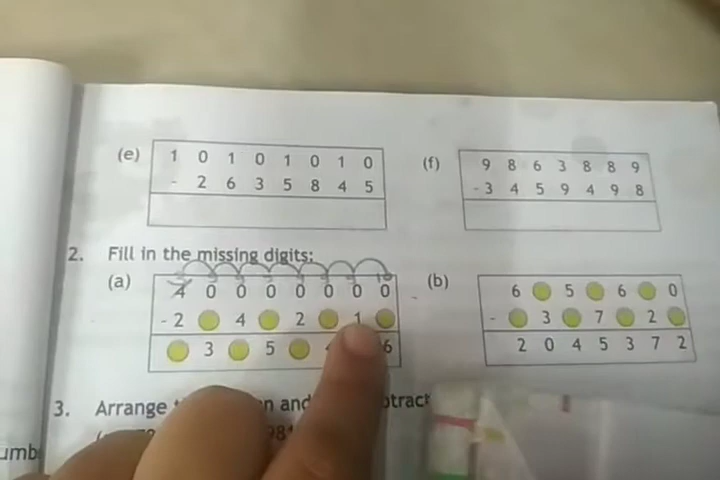 (e) 1 0 1 0 1 0 1 0
- 2 6 3 5 8 4 5
(f) 9 8 6 3 8 8 9
- 3 4 5 9 4 9 8
2. Fill in the missing digits:
(a) 4 0 0 0 0 0 0 0
- 2 4 2 1
3 5 6
(b) 6 5 6 0
- 3 7 2
2 0 4 5 3 7 2
3. Arrange
umb